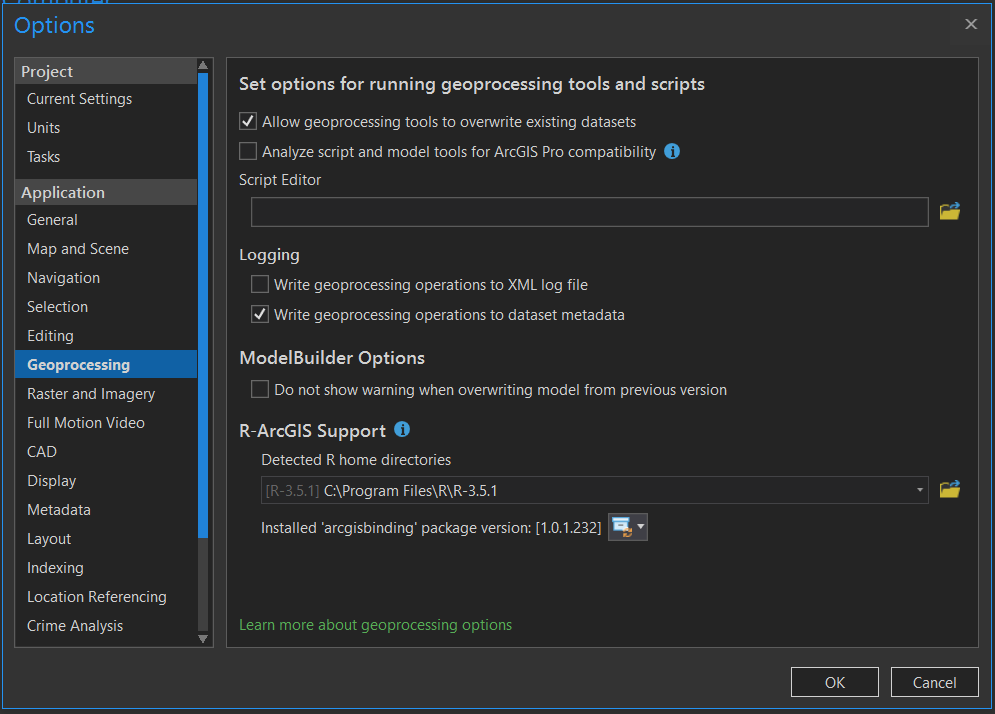 Options
Project
Current Settings
Units
Tasks
Application
General
Map and Scene
Navigation
Selection
Editing
Geoprocessing
Raster and Imagery
Full Motion Video
CAD
Display
Metadata
Layout
Indexing
Location Referencing
Crime Analysis
Set options for running geoprocessing tools and scripts
Allow geoprocessing tools to overwrite existing datasets
Analyze script and model tools for ArcGIS Pro compatibility
Script Editor
Logging
Write geoprocessing operations to XML log file
Write geoprocessing operations to dataset metadata
ModelBuilder Options
Do not show warning when overwriting model from previous version
R-ArcGIS Support
Detected R home directories
[R-3.5.1] C:\Program Files\R\R-3.5.1
Installed 'arcgisbinding' package version: [1.0.1.232]
Learn more about geoprocessing options
OK
Cancel